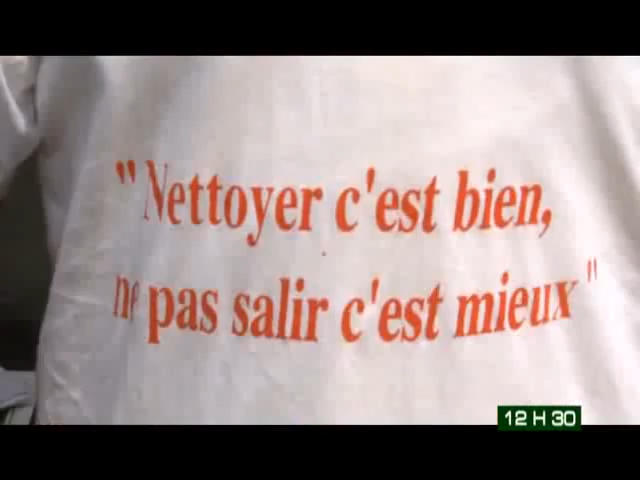 "Nettoyer c'est bien,
ne pas salir c'est mieux"
12 H 30